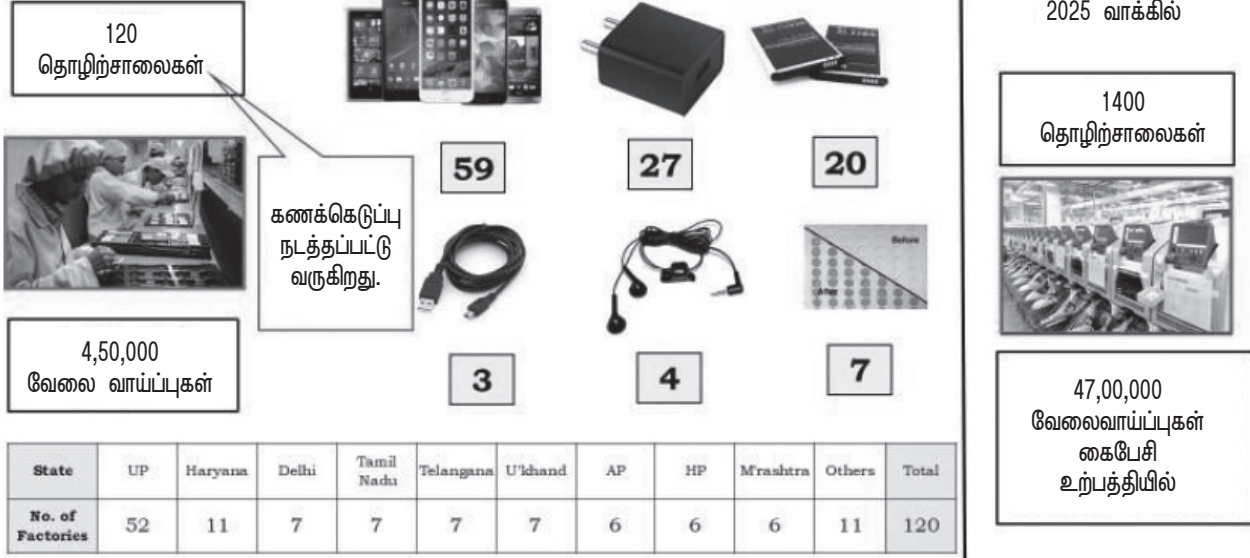 120
தொழிற்சாலைகள்
2025 வாக்கில்
1400
தொழிற்சாலைகள்
59
27
20
கணக்கெடுப்பு
நடத்தப்பட்டு
வருகிறது.
Before
After
4,50,000
வேலை வாய்ப்புகள்
3
4
7
47,00,000
வேலைவாய்ப்புகள்
கைபேசி
உற்பத்தியில்
State UP Haryana Delhi Tamil Nadu Telangana U'khand AP HP M'rashtra Others Total
No. of Factories 52 11 7 7 7 7 6 6 6 11 120